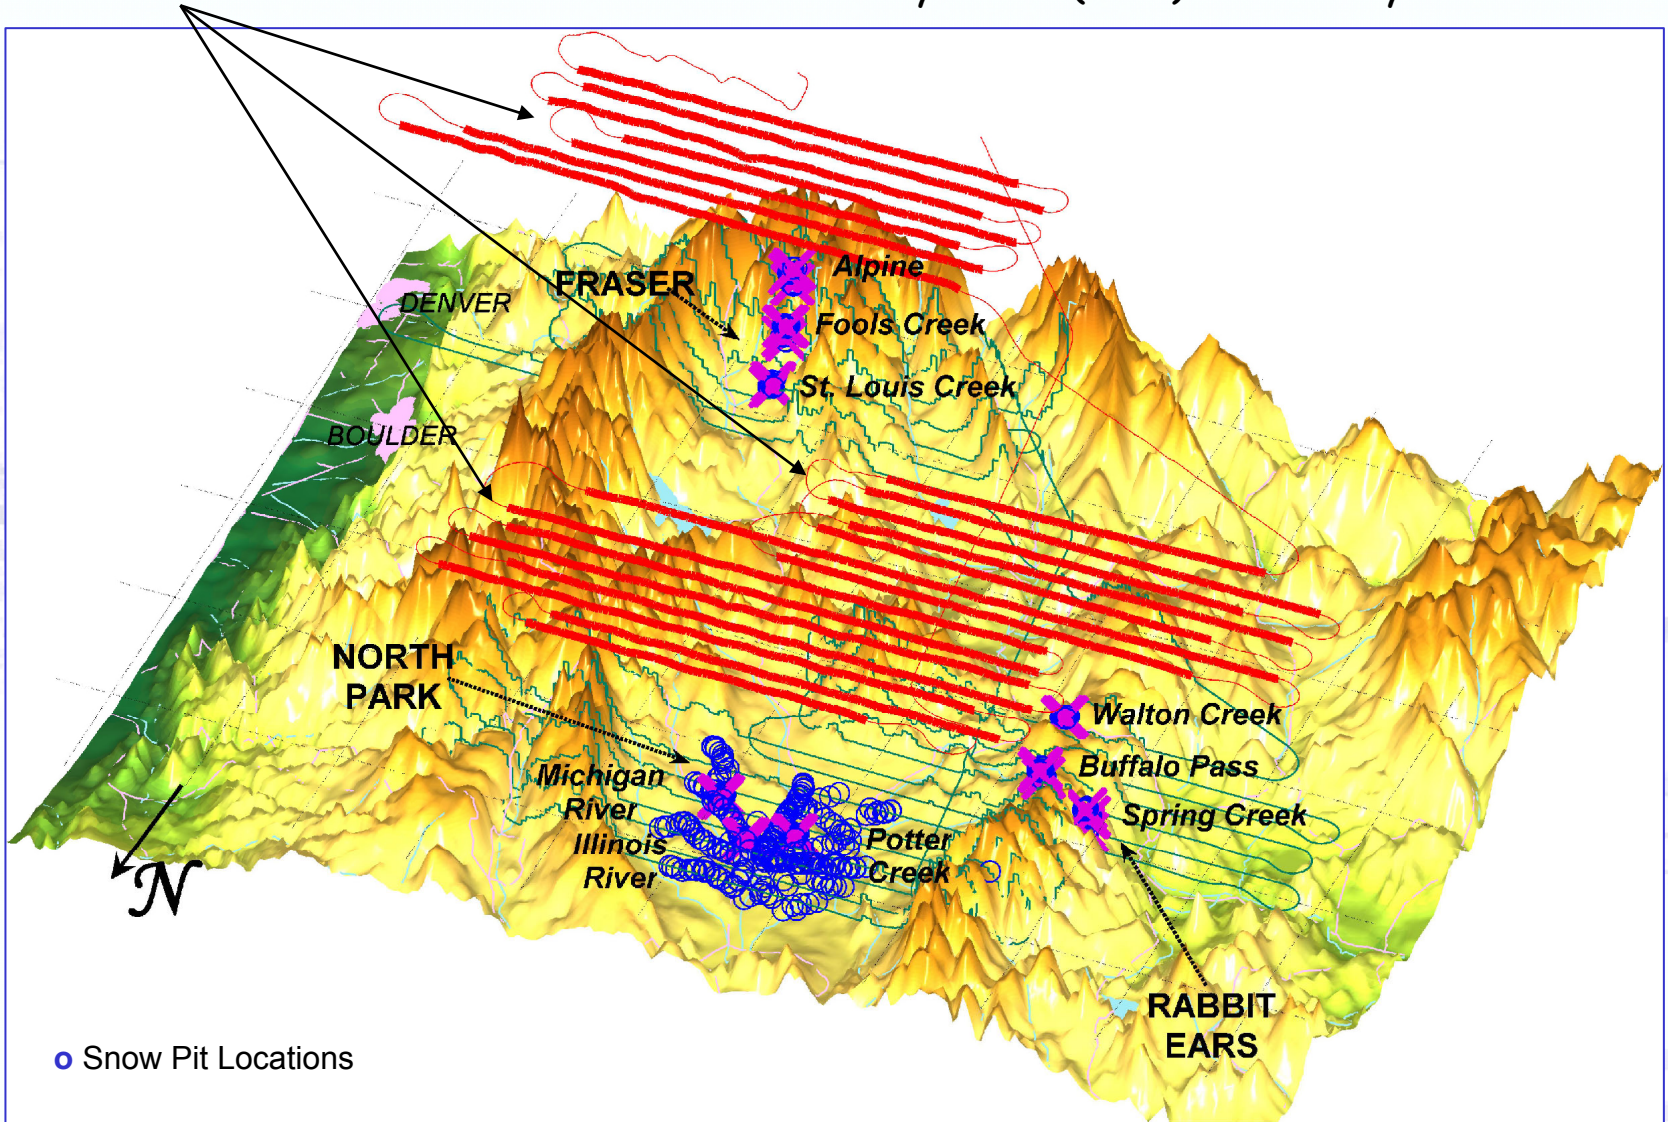 FRASER
Alpine
DENVER
Fools Creek
St. Louis Creek
BOULDER
NORTH
PARK
Walton Creek
Michigan
River
Buffalo Pass
Spring Creek
Illinois
River
Potter
Creek
N
RABBIT
EARS
o Snow Pit Locations